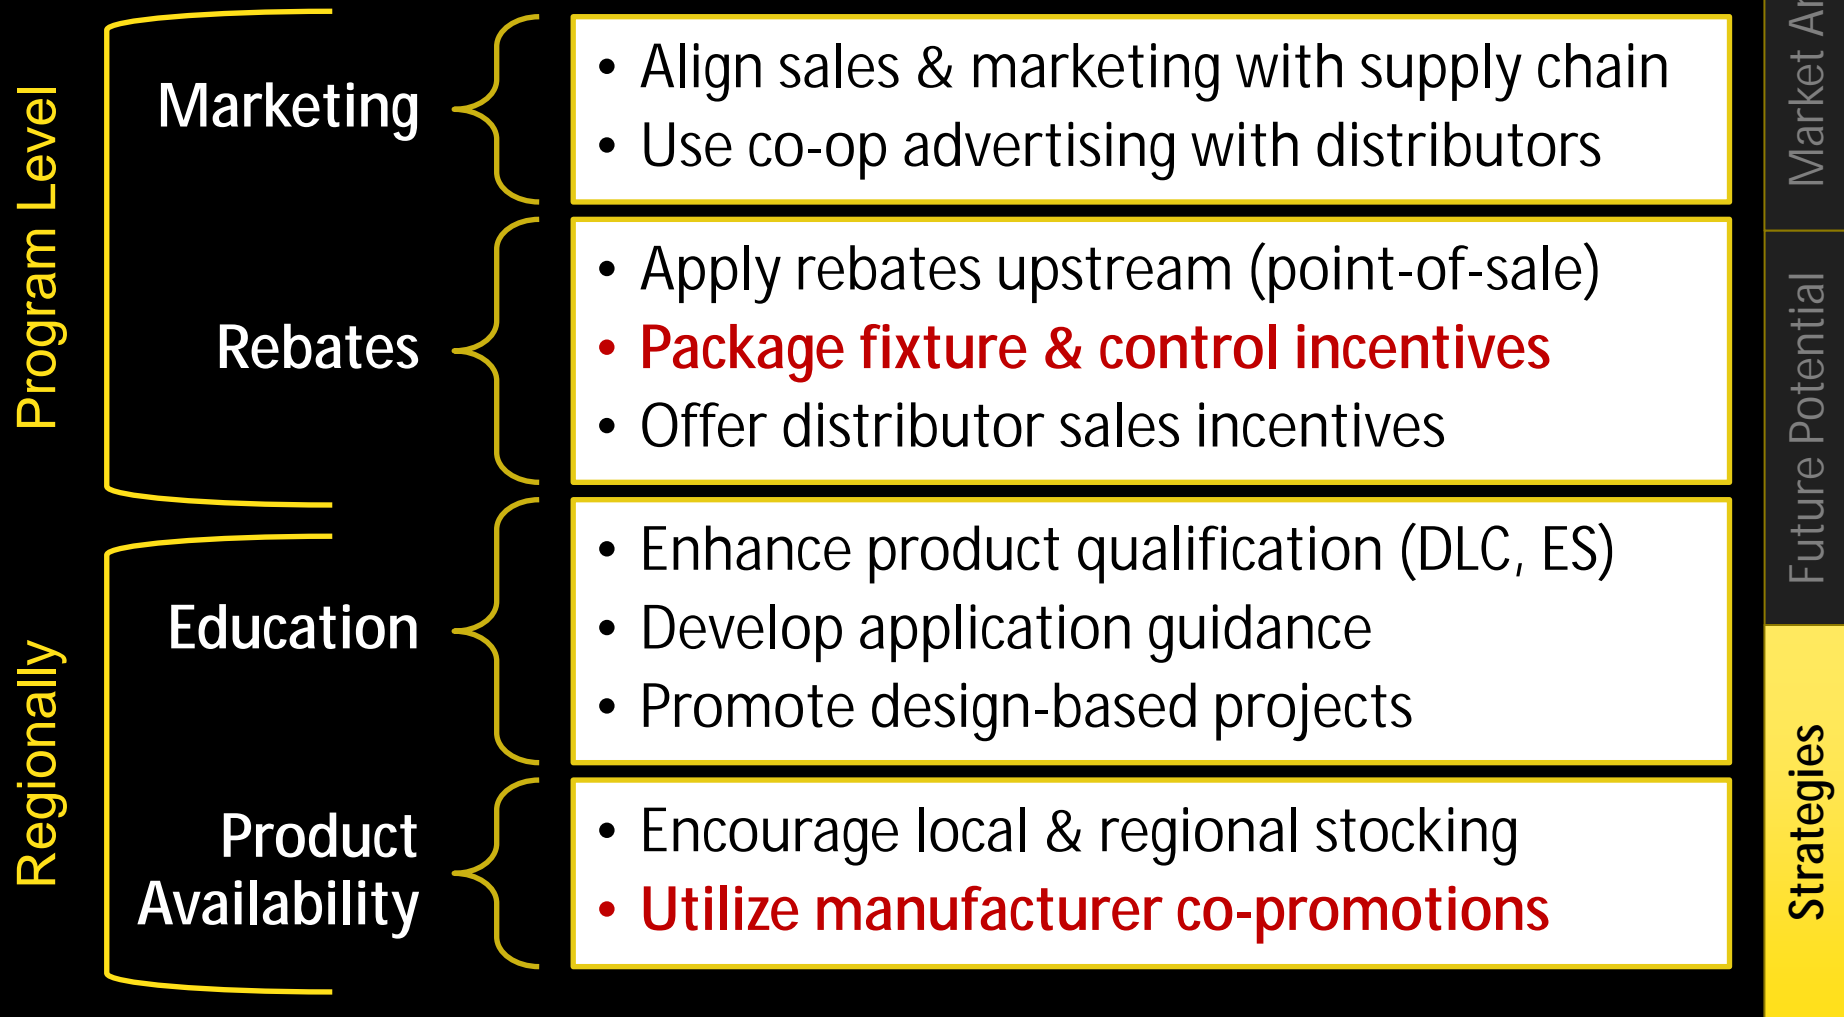 Program Level
Marketing
• Align sales & marketing with supply chain
• Use co-op advertising with distributors
Rebates
• Apply rebates upstream (point-of-sale)
• Package fixture & control incentives
• Offer distributor sales incentives
Regionally
Education
• Enhance product qualification (DLC, ES)
• Develop application guidance
• Promote design-based projects
Product
Availability
• Encourage local & regional stocking
• Utilize manufacturer co-promotions
Market
Future Potential
Strategies